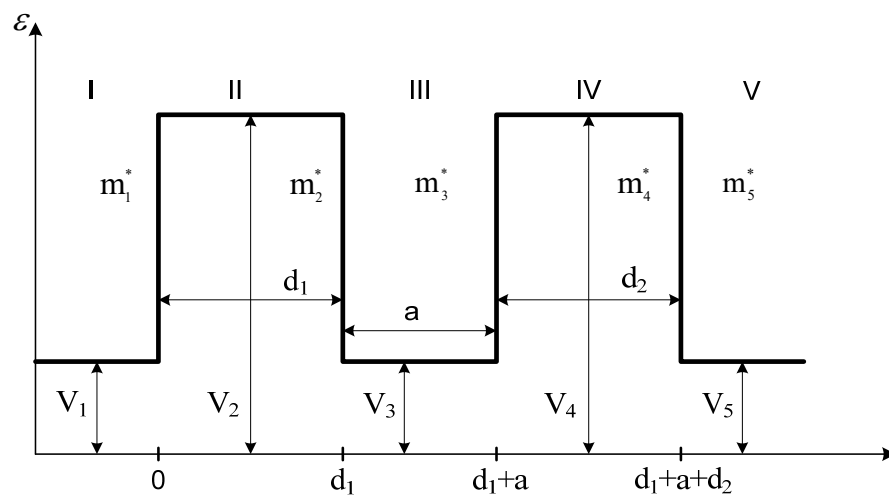 ε
I II III IV V
m₁* m₂* m₃* m₄* m₅*
d₁ d₂
a
V₁ V₂ V₃ V₄ V₅
0 d₁ d₁+a d₁+a+d₂